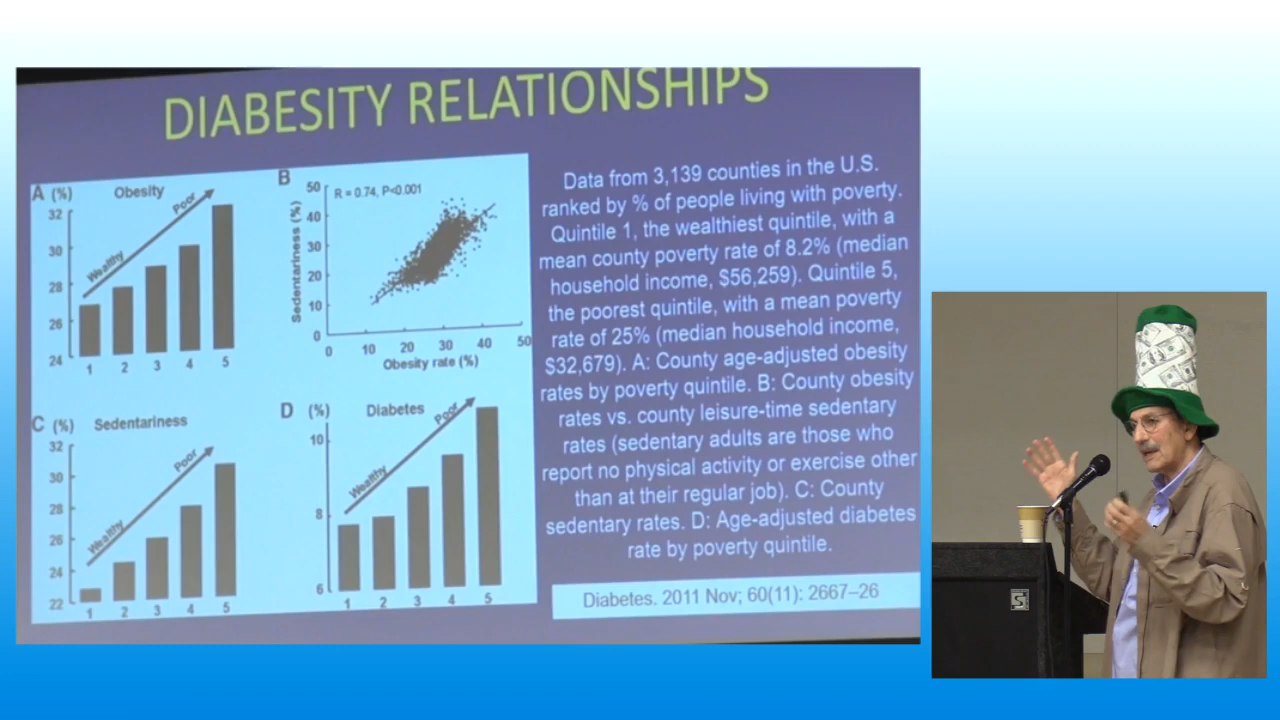 DIABESITY RELATIONSHIPS
A (%) Obesity
32
30
28
26
24
Wealthy
Poor
1 2 3 4 5
B
R = 0.74, P<0.001
Sedentariness (%)
50
40
30
20
10
0
0 10 20 30 40 50
Obesity rate (%)
C (%) Sedentariness
32
30
28
26
24
22
Wealthy
Poor
1 2 3 4 5
D (%) Diabetes
10
8
6
Wealthy
Poor
1 2 3 4 5
Data from 3,139 counties in the U.S.
ranked by % of people living with poverty.
Quintile 1, the wealthiest quintile, with a
mean county poverty rate of 8.2% (median
household income, $56,259). Quintile 5,
the poorest quintile, with a mean poverty
rate of 25% (median household income,
$32,679). A: County age-adjusted obesity
rates by poverty quintile. B: County obesity
rates vs. county leisure-time sedentary
rates (sedentary adults are those who
report no physical activity or exercise other
than at their regular job). C: County
sedentary rates. D: Age-adjusted diabetes
rate by poverty quintile.
Diabetes. 2011 Nov; 60(11): 2667–26